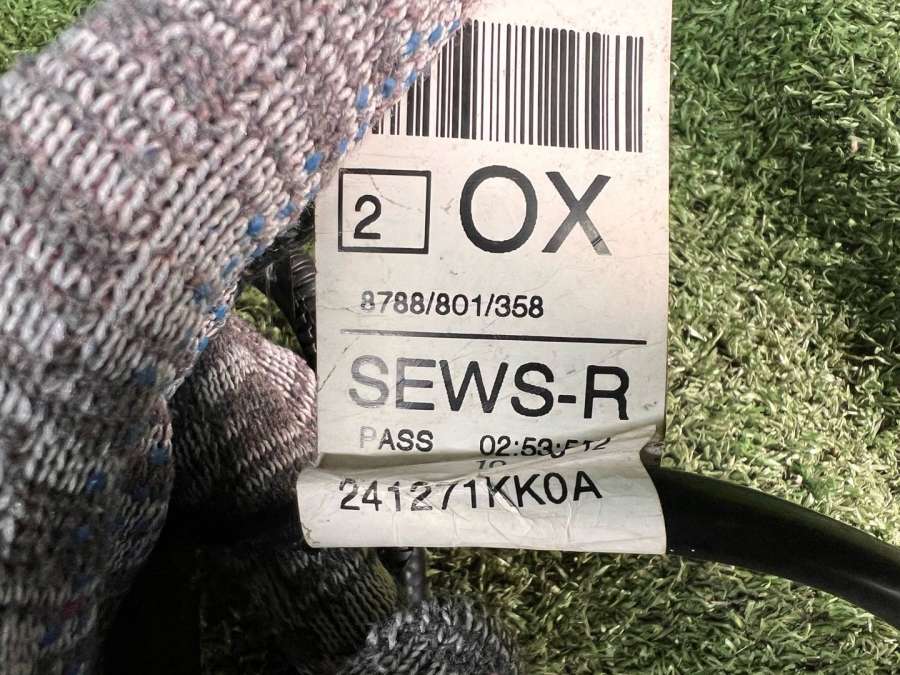 2 OX
8788/801/358
SEWS-R
PASS
241271KK0A